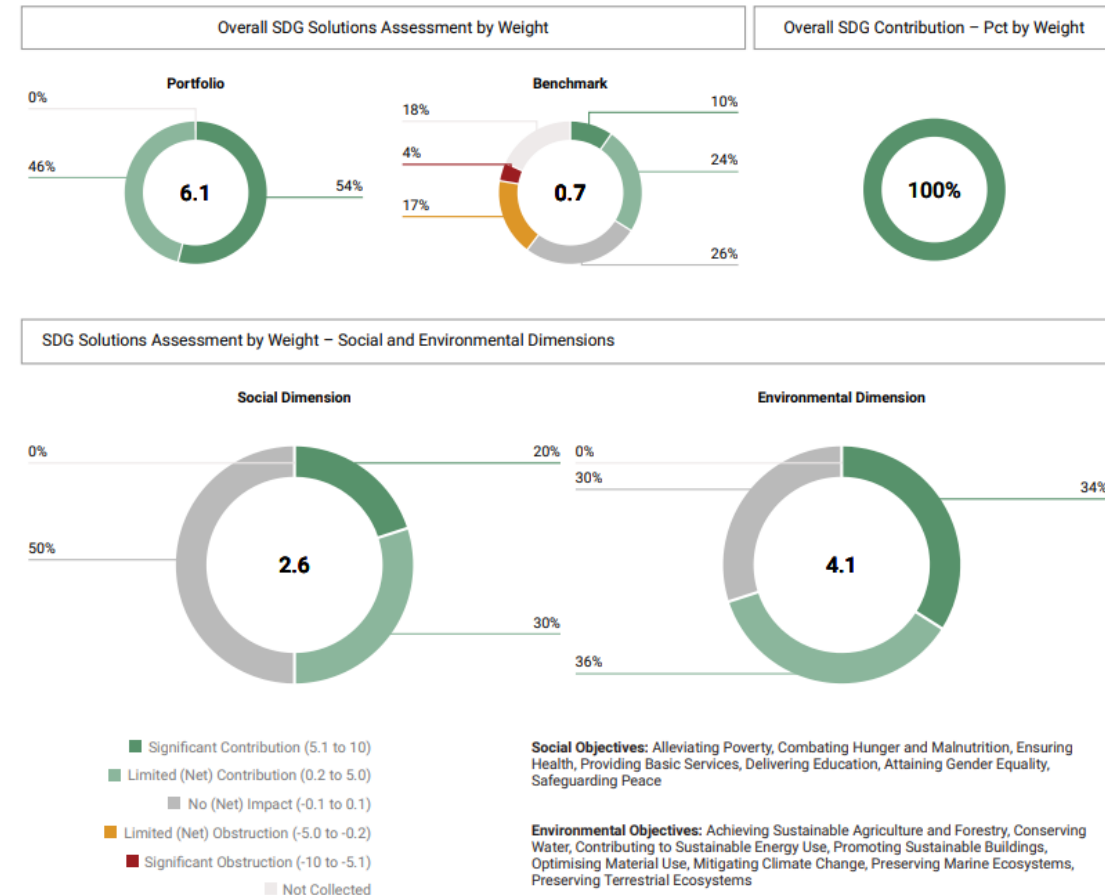 Overall SDG Solutions Assessment by Weight
Overall SDG Contribution – Pct by Weight
Portfolio
0%
46%
54%
6.1
Benchmark
18%
4%
17%
10%
24%
26%
0.7
100%
SDG Solutions Assessment by Weight – Social and Environmental Dimensions
Social Dimension
0%
20%
50%
30%
2.6
Environmental Dimension
0%
30%
34%
36%
4.1
Significant Contribution (5.1 to 10)
Limited (Net) Contribution (0.2 to 5.0)
No (Net) Impact (-0.1 to 0.1)
Limited (Net) Obstruction (-5.0 to -0.2)
Significant Obstruction (-10 to -5.1)
Not Collected
Social Objectives: Alleviating Poverty, Combating Hunger and Malnutrition, Ensuring
Health, Providing Basic Services, Delivering Education, Attaining Gender Equality,
Safeguarding Peace
Environmental Objectives: Achieving Sustainable Agriculture and Forestry, Conserving
Water, Contributing to Sustainable Energy Use, Promoting Sustainable Buildings,
Optimising Material Use, Mitigating Climate Change, Preserving Marine Ecosystems,
Preserving Terrestrial Ecosystems